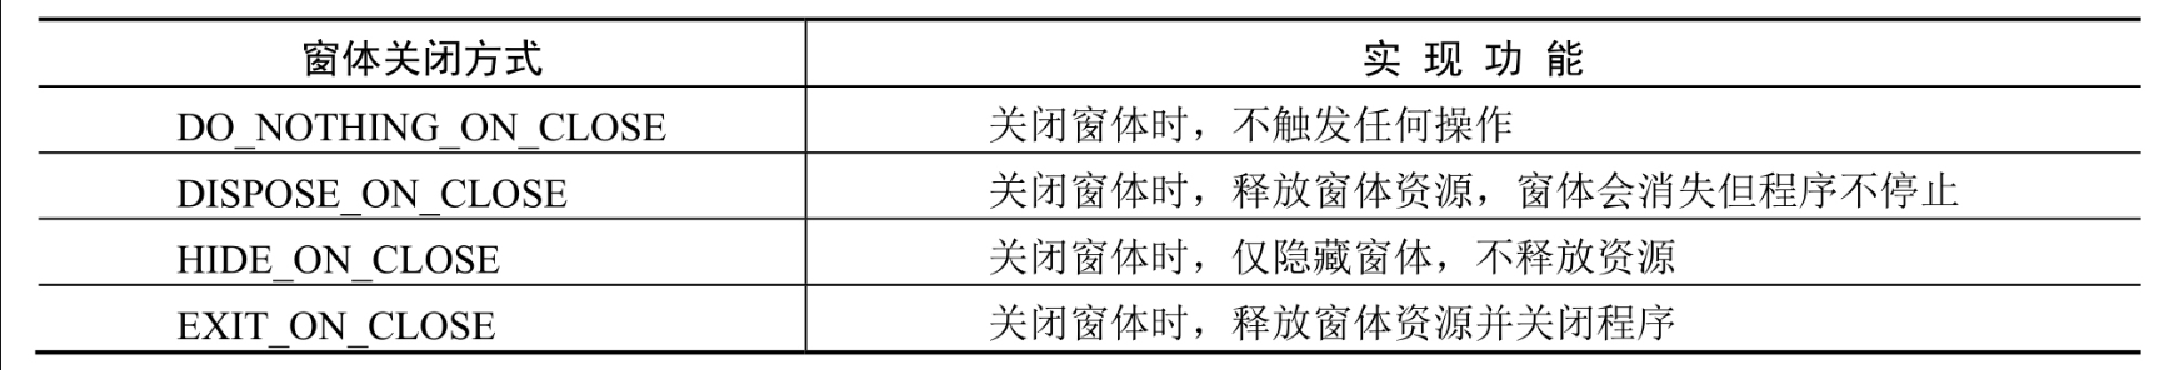 窗体关闭方式 实现功能
DO_NOTHING_ON_CLOSE 关闭窗体时，不触发任何操作
DISPOSE_ON_CLOSE 关闭窗体时，释放窗体资源，窗体会消失但程序不停止
HIDE_ON_CLOSE 关闭窗体时，仅隐藏窗体，不释放资源
EXIT_ON_CLOSE 关闭窗体时，释放窗体资源并关闭程序